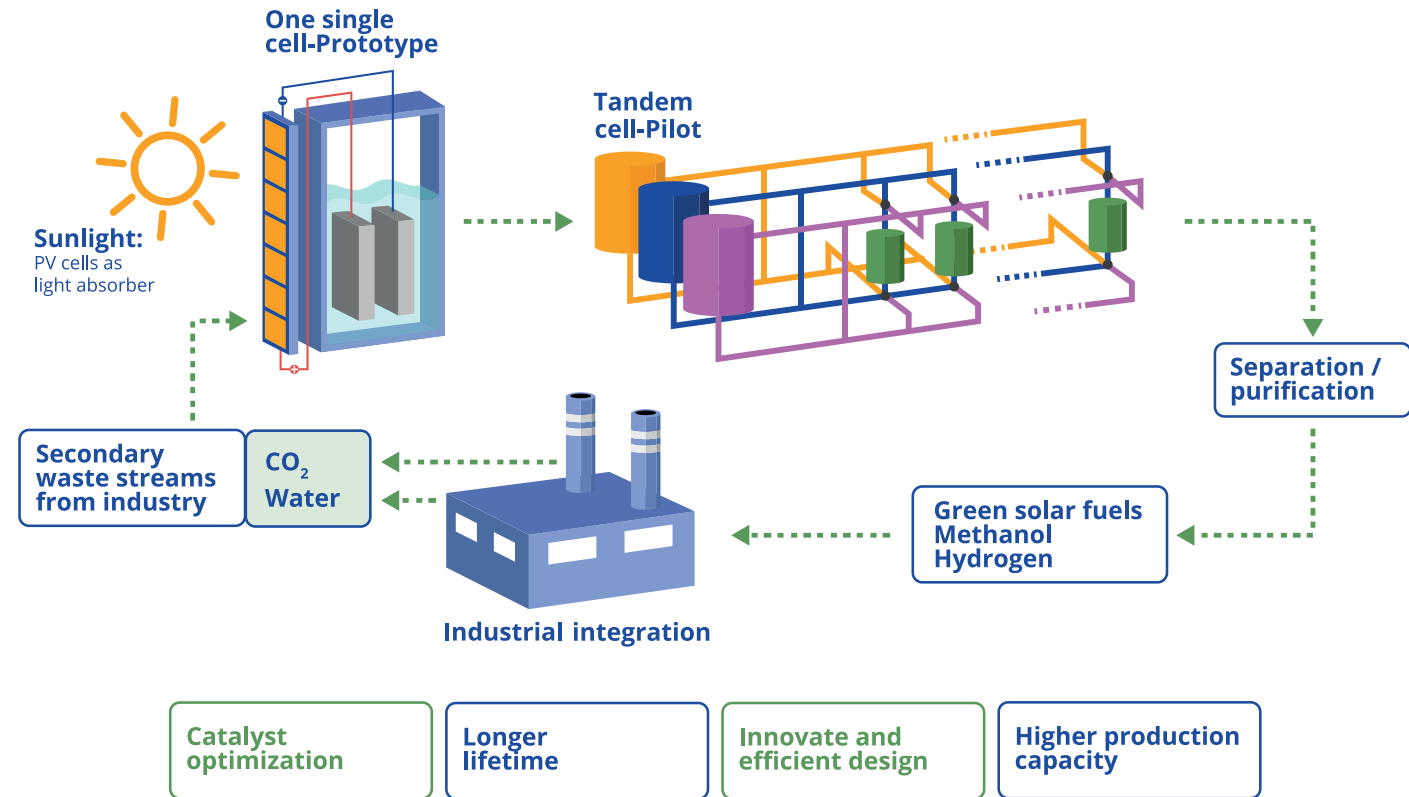 One single
cell-Prototype
Tandem
cell-Pilot
Sunlight:
PV cells as
light absorber
Separation /
purification
Secondary
waste streams
from industry
CO₂
Water
Green solar fuels
Methanol
Hydrogen
Industrial integration
Catalyst
optimization
Longer
lifetime
Innovate and
efficient design
Higher production
capacity